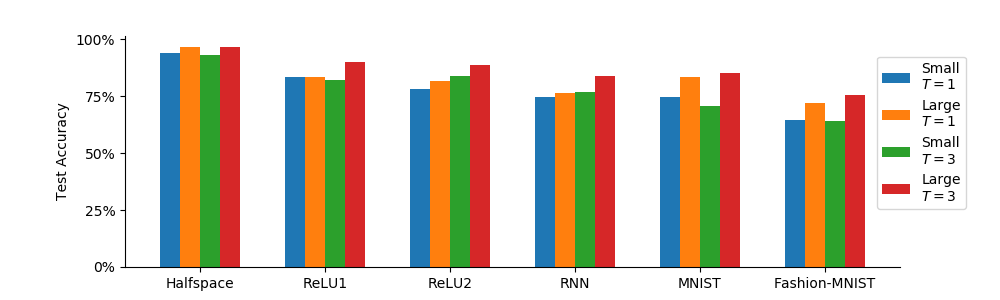 100%
75%
50%
25%
0%
Test Accuracy
Halfspace
ReLU1
ReLU2
RNN
MNIST
Fashion-MNIST
Small
T = 1
Large
T = 1
Small
T = 3
Large
T = 3